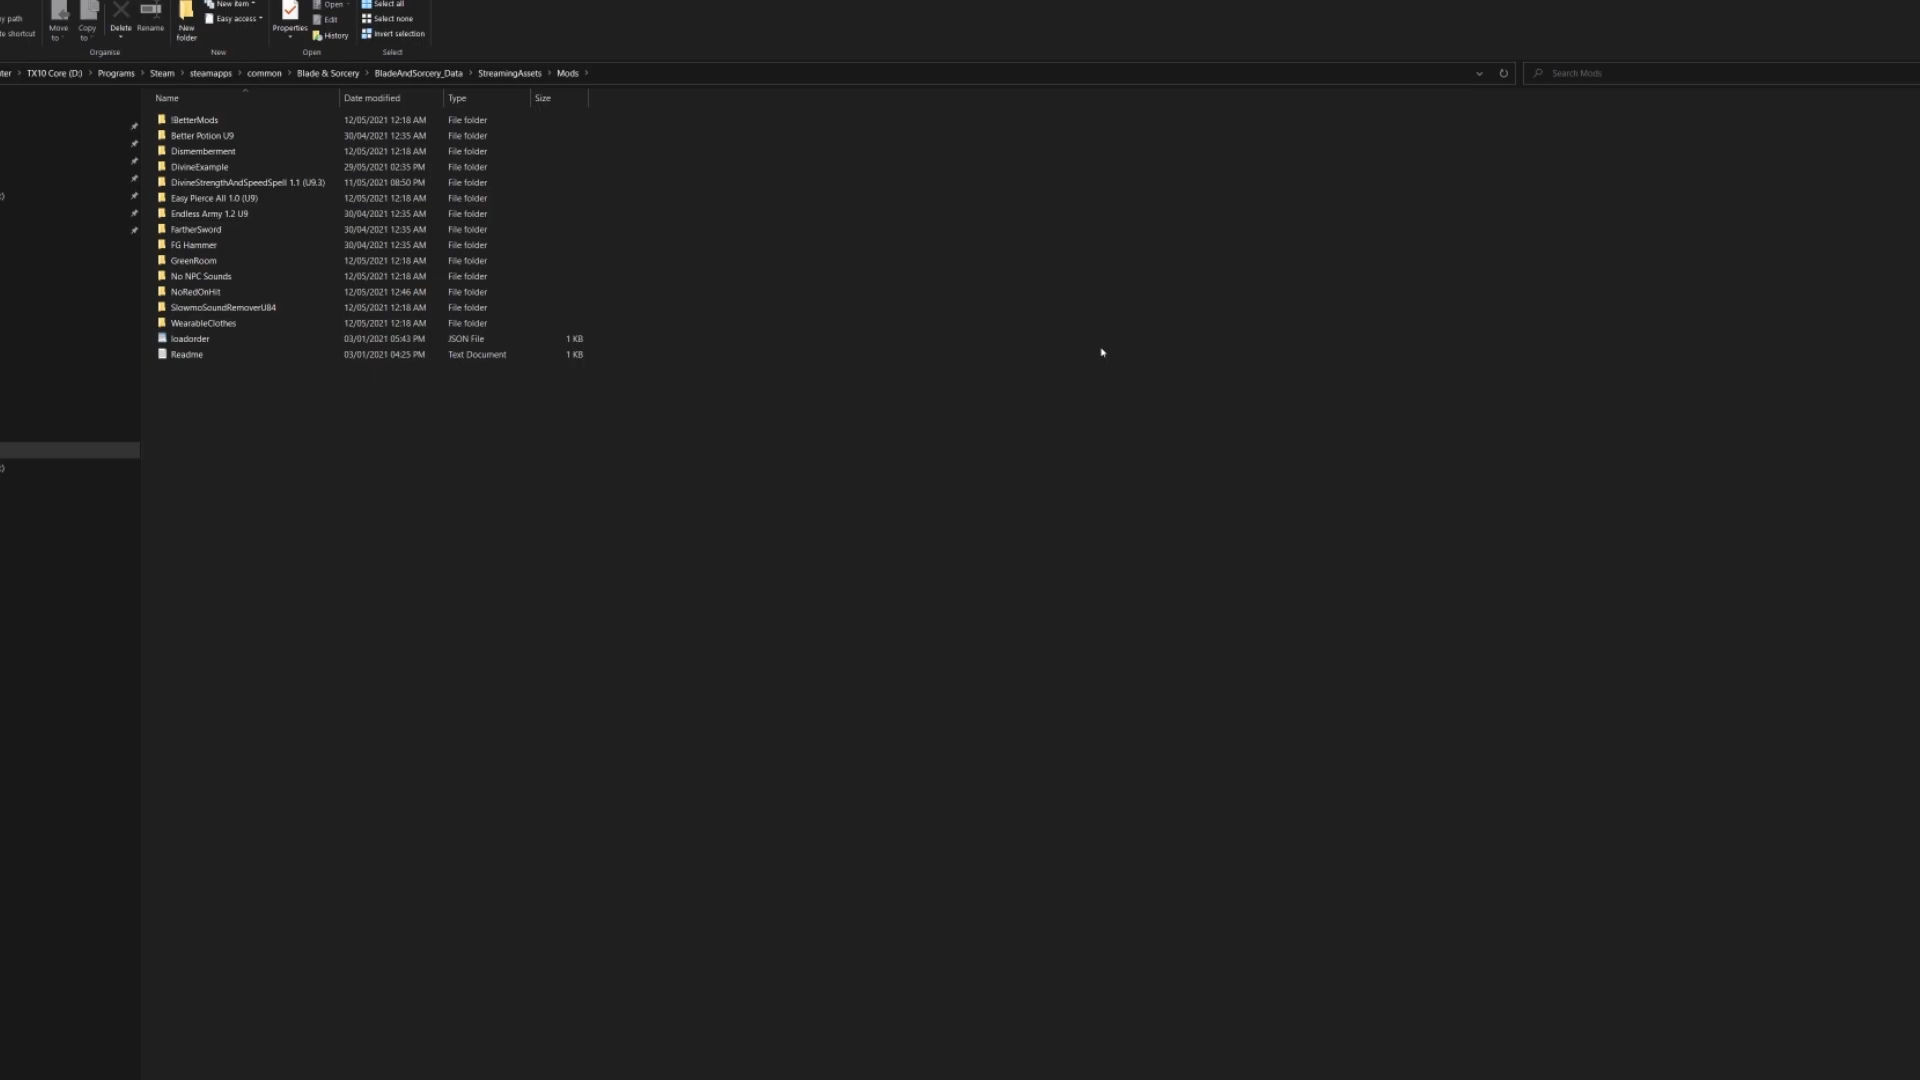 y path
te shortcut
Move to
Copy to
Delete
Rename
New folder
New item
Easy access
Properties
Open
Edit
History
Select all
Select none
Invert selection
Organise
New
Open
Select
ter > TX10 Core (D:) > Programs > Steam > steamapps > common > Blade & Sorcery > BladeAndSorcery_Data > StreamingAssets > Mods >
Search Mods
Name Date modified Type Size
!BetterMods 12/05/2021 12:18 AM File folder
Better Potion U9 30/04/2021 12:35 AM File folder
Dismemberment 12/05/2021 12:18 AM File folder
DivineExample 29/05/2021 02:35 PM File folder
DivineStrengthAndSpeedSpell 1.1 (U9.3) 11/05/2021 08:50 PM File folder
Easy Pierce All 1.0 (U9) 12/05/2021 12:18 AM File folder
Endless Army 1.2 U9 30/04/2021 12:35 AM File folder
FartherSword 30/04/2021 12:35 AM File folder
FG Hammer 30/04/2021 12:35 AM File folder
GreenRoom 12/05/2021 12:18 AM File folder
No NPC Sounds 12/05/2021 12:18 AM File folder
NoRedOnHit 12/05/2021 12:46 AM File folder
SlowmoSoundRemoverU84 12/05/2021 12:18 AM File folder
WearableClothes 12/05/2021 12:18 AM File folder
loadorder 03/01/2021 05:43 PM JSON File 1 KB
Readme 03/01/2021 04:25 PM Text Document 1 KB